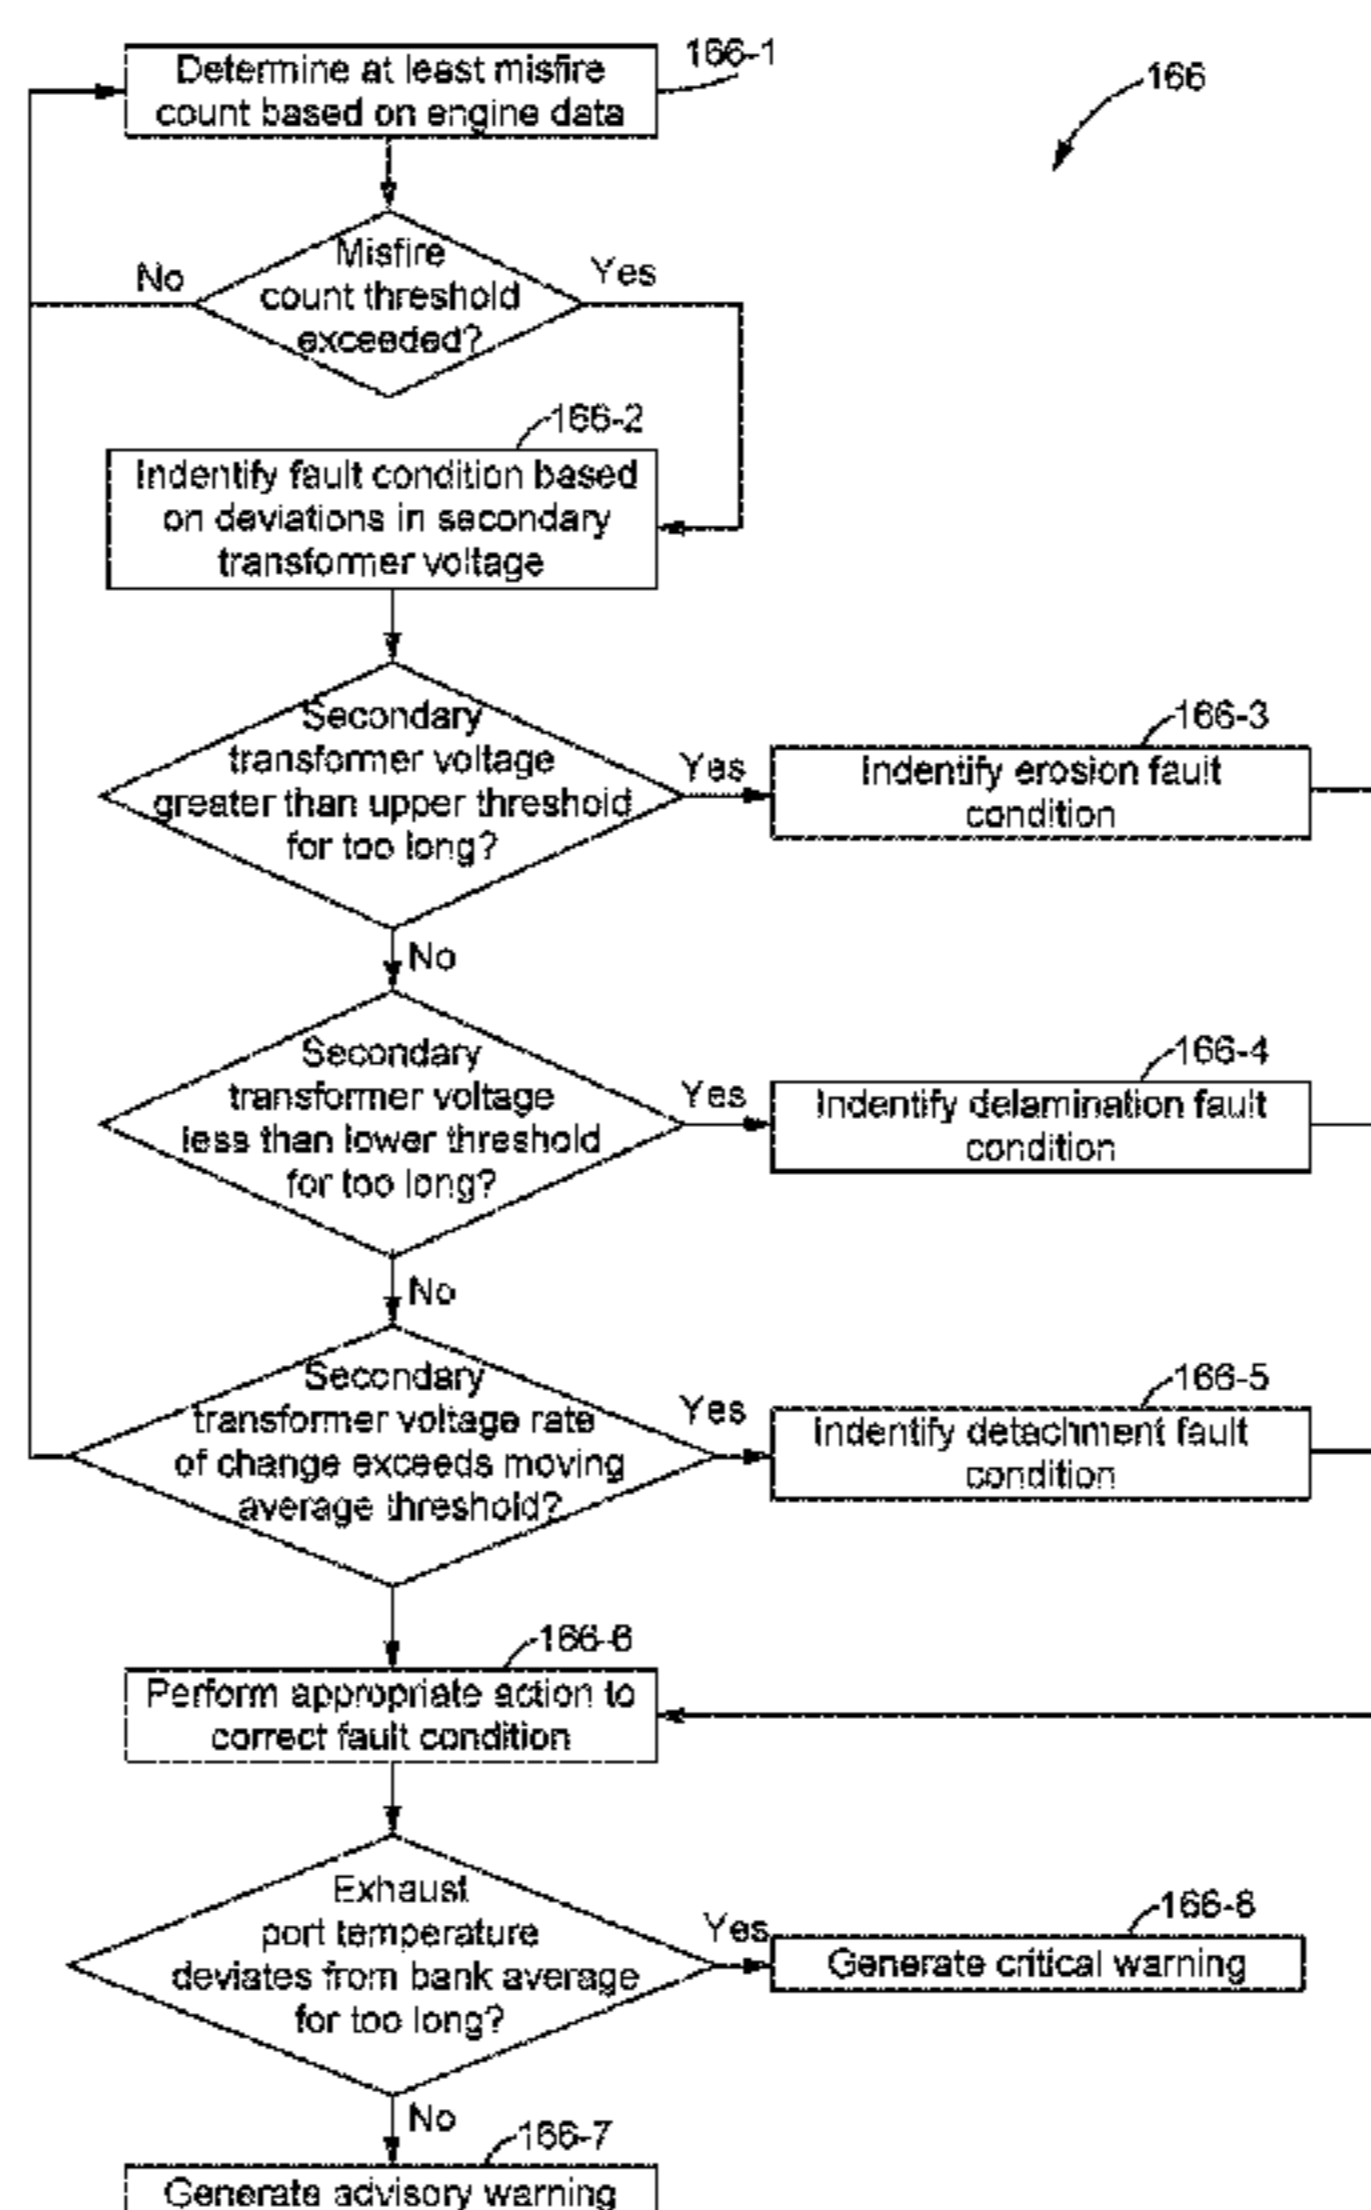 166-1
Determine at least misfire
count based on engine data
166
Misfire
count threshold
exceeded?
No
Yes
166-2
Indentify fault condition based
on deviations in secondary
transformer voltage
Secondary
transformer voltage
greater than upper threshold
for too long?
Yes
166-3
Indentify erosion fault
condition
No
Secondary
transformer voltage
less than lower threshold
for too long?
Yes
166-4
Indentify delamination fault
condition
No
Secondary
transformer voltage rate
of change exceeds moving
average threshold?
Yes
166-5
Indentify detachment fault
condition
166-6
Perform appropriate action to
correct fault condition
Exhaust
port temperature
deviates from bank average
for too long?
Yes
166-8
Generate critical warning
No
166-7
Generate advisory warning